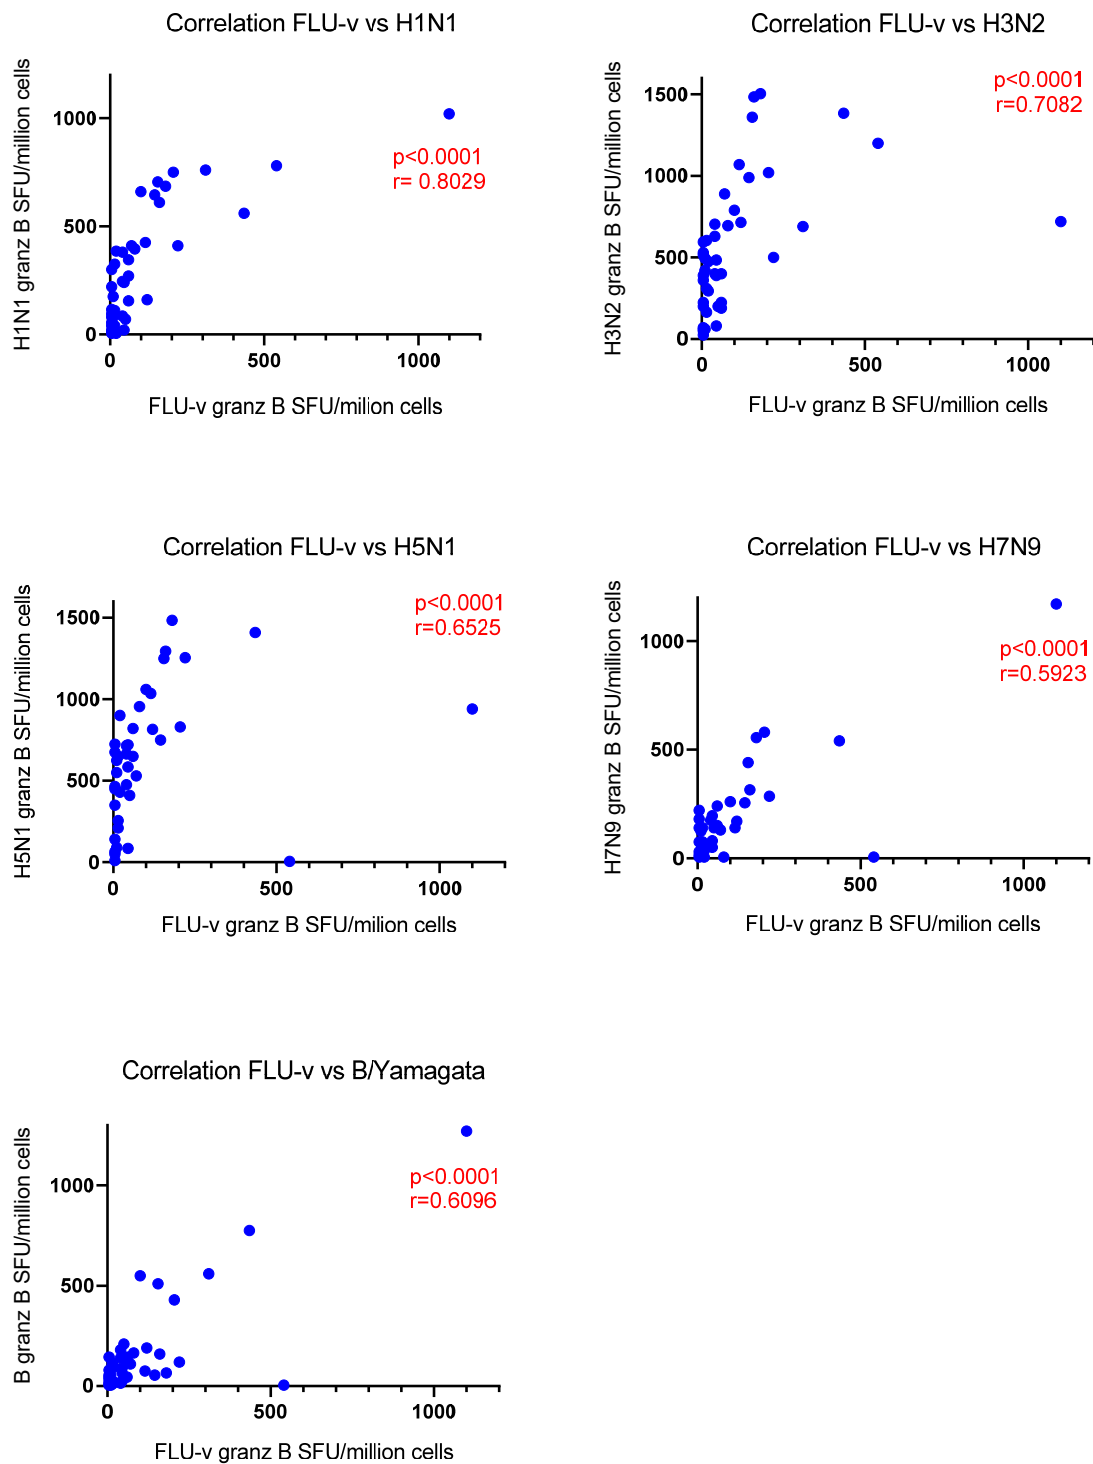 Correlation FLU-v vs H1N1
H1N1 granz B SFU/million cells
1000
500
0
p<0.0001
r= 0.8029
0 500 1000
FLU-v granz B SFU/milion cells
Correlation FLU-v vs H3N2
H3N2 granz B SFU/million cells
1500
1000
500
0
p<0.0001
r=0.7082
0 500 1000
FLU-v granz B SFU/milion cells
Correlation FLU-v vs H5N1
H5N1 granz B SFU/million cells
1500
1000
500
0
p<0.0001
r=0.6525
0 500 1000
FLU-v granz B SFU/milion cells
Correlation FLU-v vs H7N9
H7N9 granz B SFU/million cells
1000
500
0
p<0.0001
r=0.5923
0 500 1000
FLU-v granz B SFU/milion cells
Correlation FLU-v vs B/Yamagata
B granz B SFU/million cells
1000
500
0
p<0.0001
r=0.6096
0 500 1000
FLU-v granz B SFU/million cells